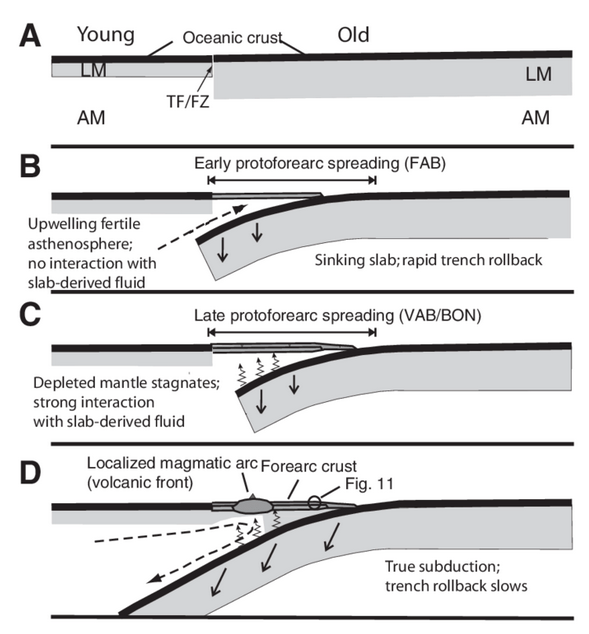 A
Young
Oceanic crust
Old
LM
LM
TF/FZ
AM
AM
B
Early protoforearc spreading (FAB)
Upwelling fertile
asthenosphere;
no interaction with
slab-derived fluid
Sinking slab; rapid trench rollback
C
Late protoforearc spreading (VAB/BON)
Depleted mantle stagnates;
strong interaction
with slab-derived fluid
D
Localized magmatic arc
(volcanic front)
Forearc crust
Fig. 11
True subduction;
trench rollback slows